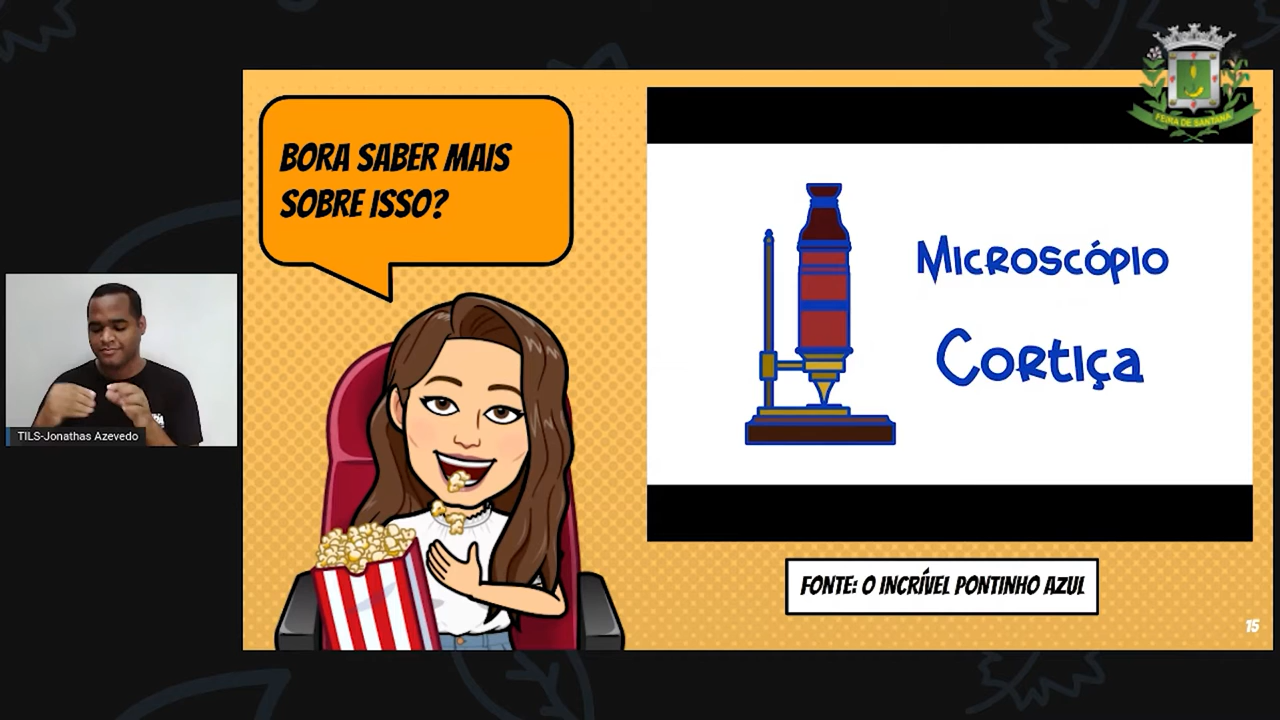 FEIRA DE SANTANA
BORA SABER MAIS
SOBRE ISSO?
Microscópio
Cortiça
TILS-Jonathas Azevedo
FONTE: O INCRÍVEL PONTINHO AZUL
15